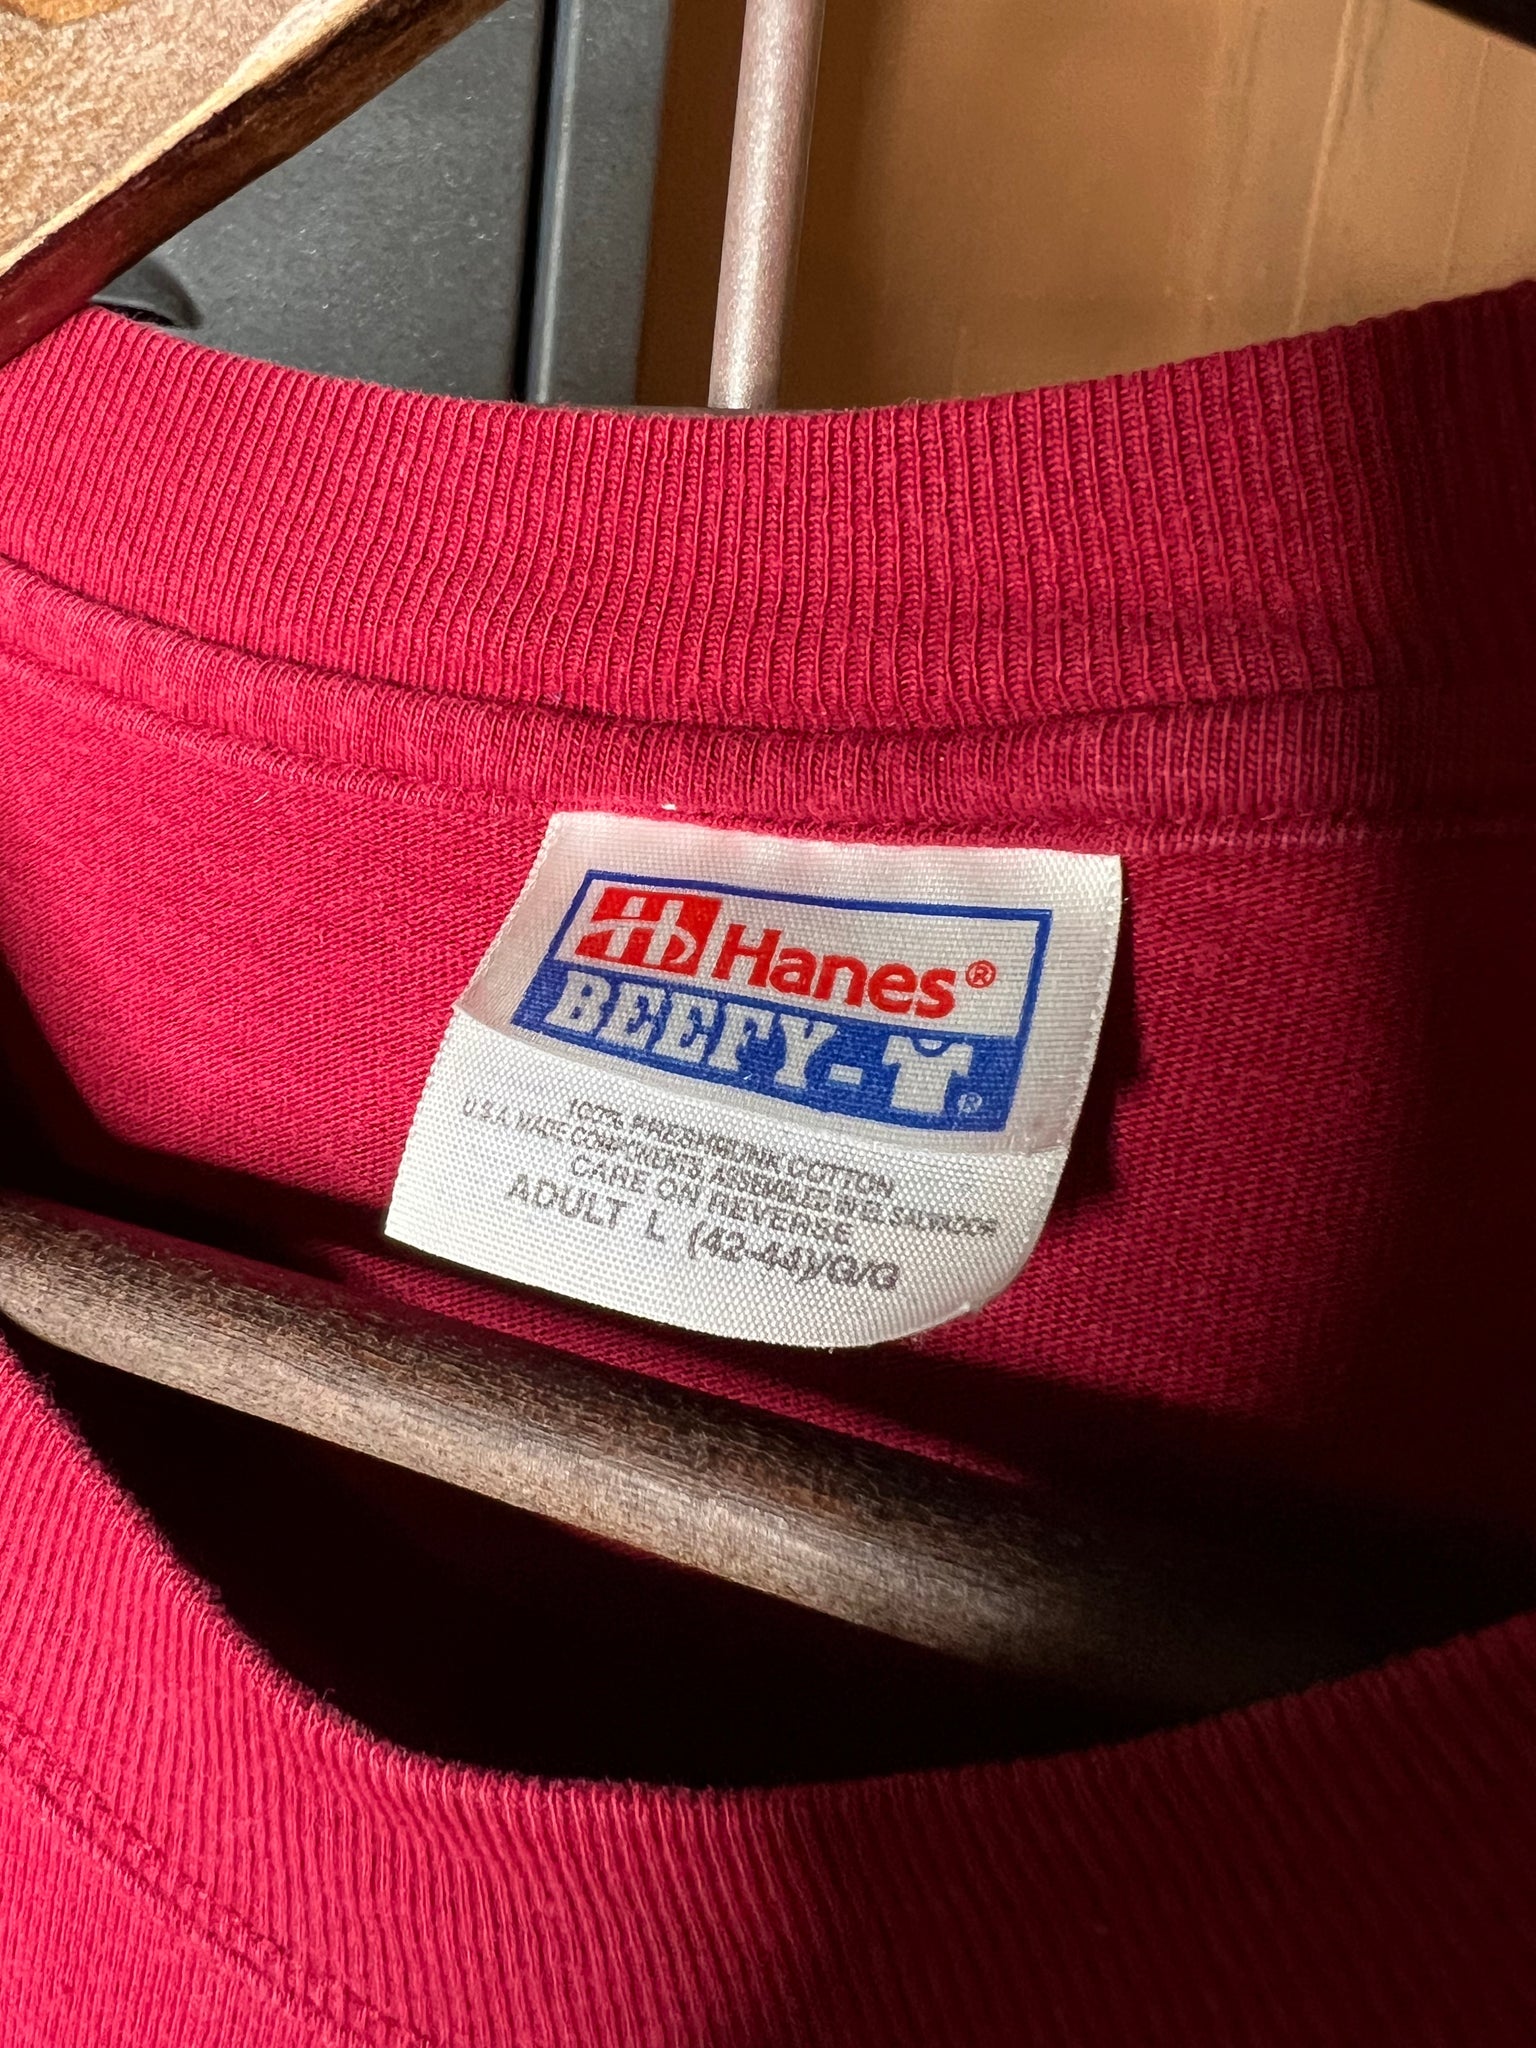 Hanes®
BEEFY-T®
100% PRESHRUNK COTTON
U.S.A. MADE COMPONENTS ASSEMBLED IN EL SALVADOR
CARE ON REVERSE
ADULT L (42-44)/G/G